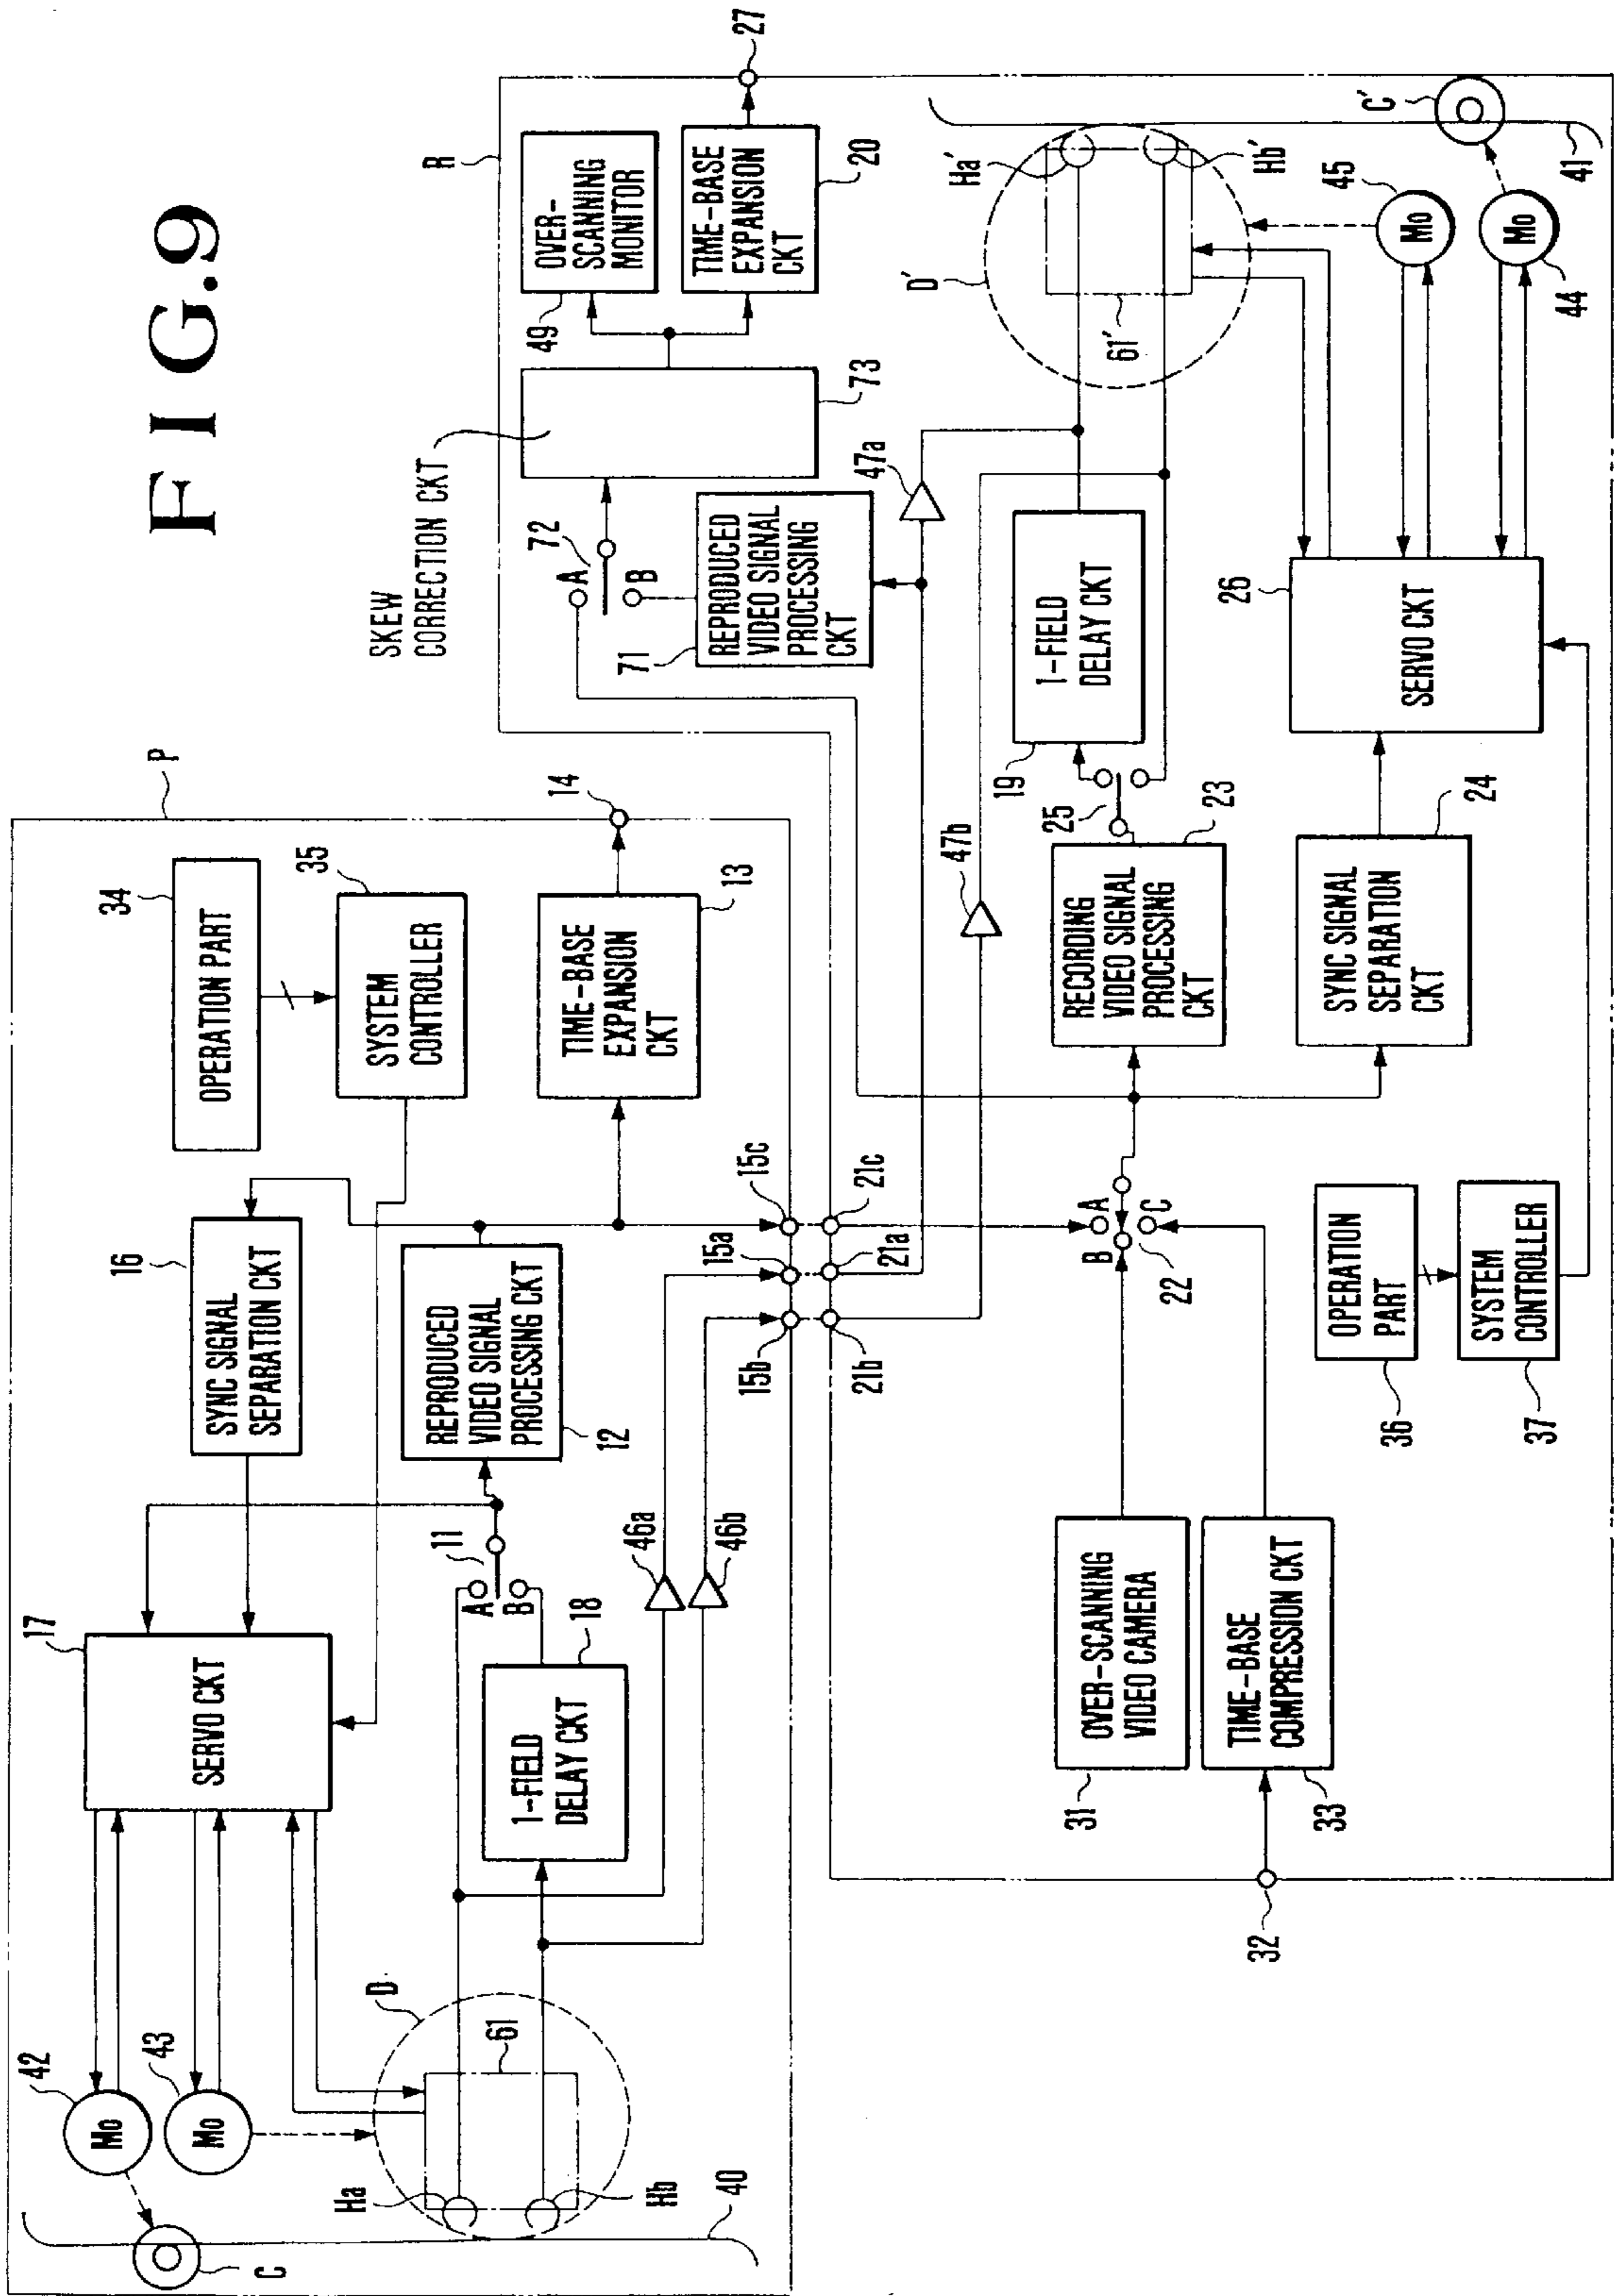 FIG.9
P
34
OPERATION PART
35
SYSTEM
CONTROLLER
TIME-BASE
EXPANSION
CKT
13
14
16
SYNC SIGNAL
SEPARATION CKT
REPRODUCED
VIDEO SIGNAL
PROCESSING CKT
12
17
SERVO CKT
11
A
B
18
1-FIELD
DELAY CKT
46a
46b
42
Mo
43
Mo
C
D
61
Ha
Hb
40
15b
15a
15c
21b
21a
21c
R
SKEW
CORRECTION CKT
OVER-
SCANNING
MONITOR
49
TIME-BASE
EXPANSION
CKT
20
27
73
72
A
B
71
REPRODUCED
VIDEO SIGNAL
PROCESSING
CKT
47a
47b
1-FIELD
DELAY CKT
19
25
RECORDING
VIDEO SIGNAL
PROCESSING
CKT
23
SYNC SIGNAL
SEPARATION
CKT
24
26
SERVO CKT
D'
61'
Ha'
Hb'
45
Mo
Mo
44
C'
41
A
B
C
22
OVER-SCANNING
VIDEO CAMERA
31
TIME-BASE
COMPRESSION CKT
33
32
OPERATION
PART
36
SYSTEM
CONTROLLER
37